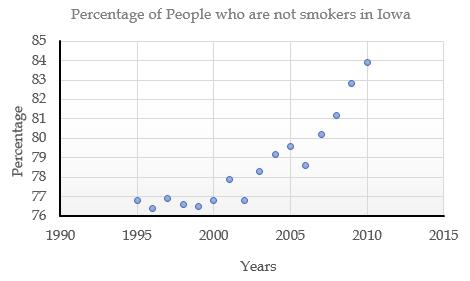 Percentage of People who are not smokers in Iowa
85
84
83
82
81
80
79
78
77
76
Percentage
1990 1995 2000 2005 2010 2015
Years